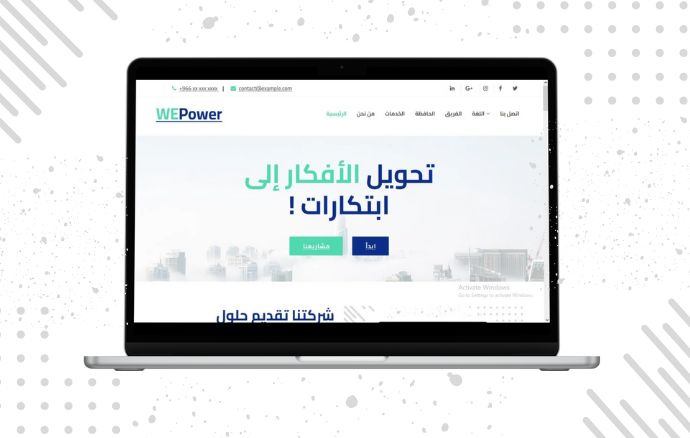 +966 xx xxx xxxx | contact@example.com
WEPower
الرئيسية من نحن الخدمات الحافظة الفريق اللغة اتصل بنا
تحويل الأفكار إلى
ابتكارات !
ابدأ مشاريعنا
Activate Windows
Go to Settings to activate Windows.
شركتنا تقديم حلول